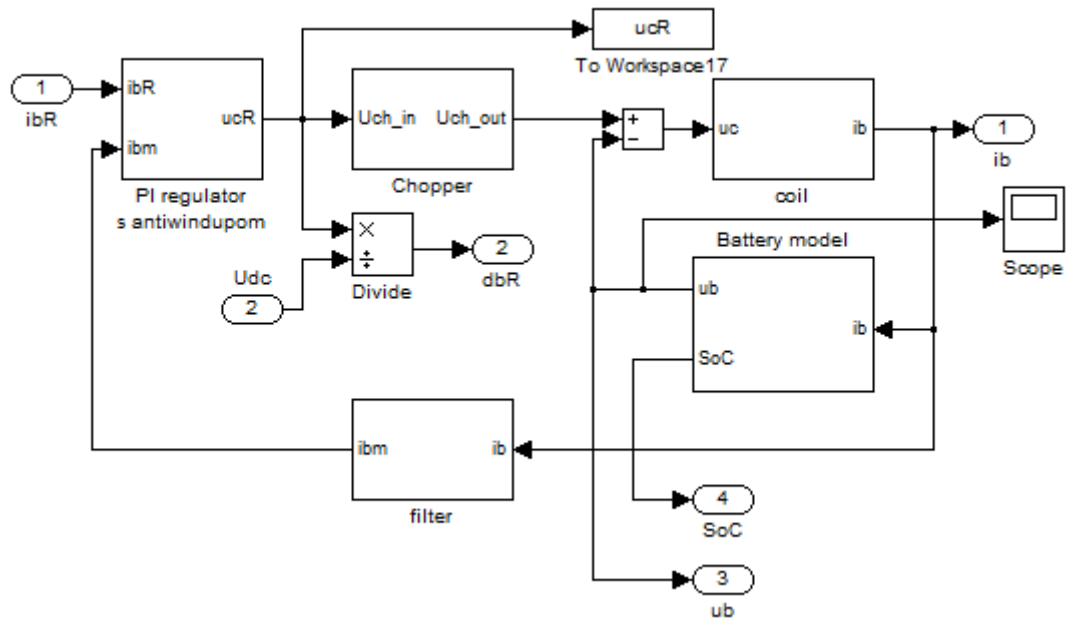 ucR
To Workspace17
1
ibR
ibR
ucR
ibm
PI regulator
s antiwindupom
Uch_in
Uch_out
Chopper
+
−
uc
ib
coil
1
ib
Scope
×
÷
Divide
2
dbR
Udc
2
Battery model
ub
ib
SoC
ibm
ib
filter
4
SoC
3
ub